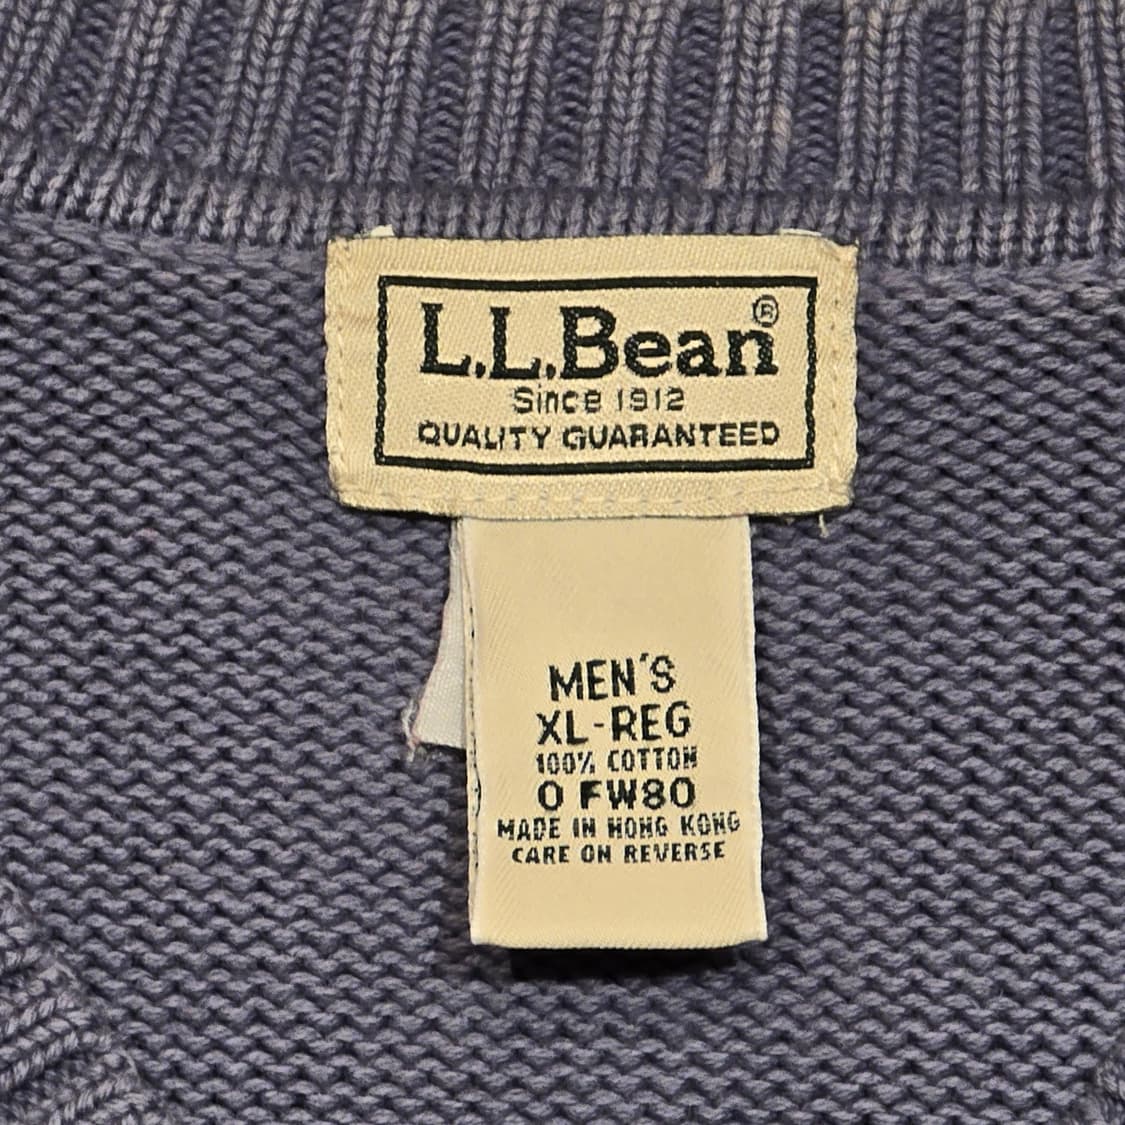 L.L.Bean®
Since 1912
QUALITY GUARANTEED
MEN'S
XL-REG
100% COTTON
0 FW80
MADE IN HONG KONG
CARE ON REVERSE